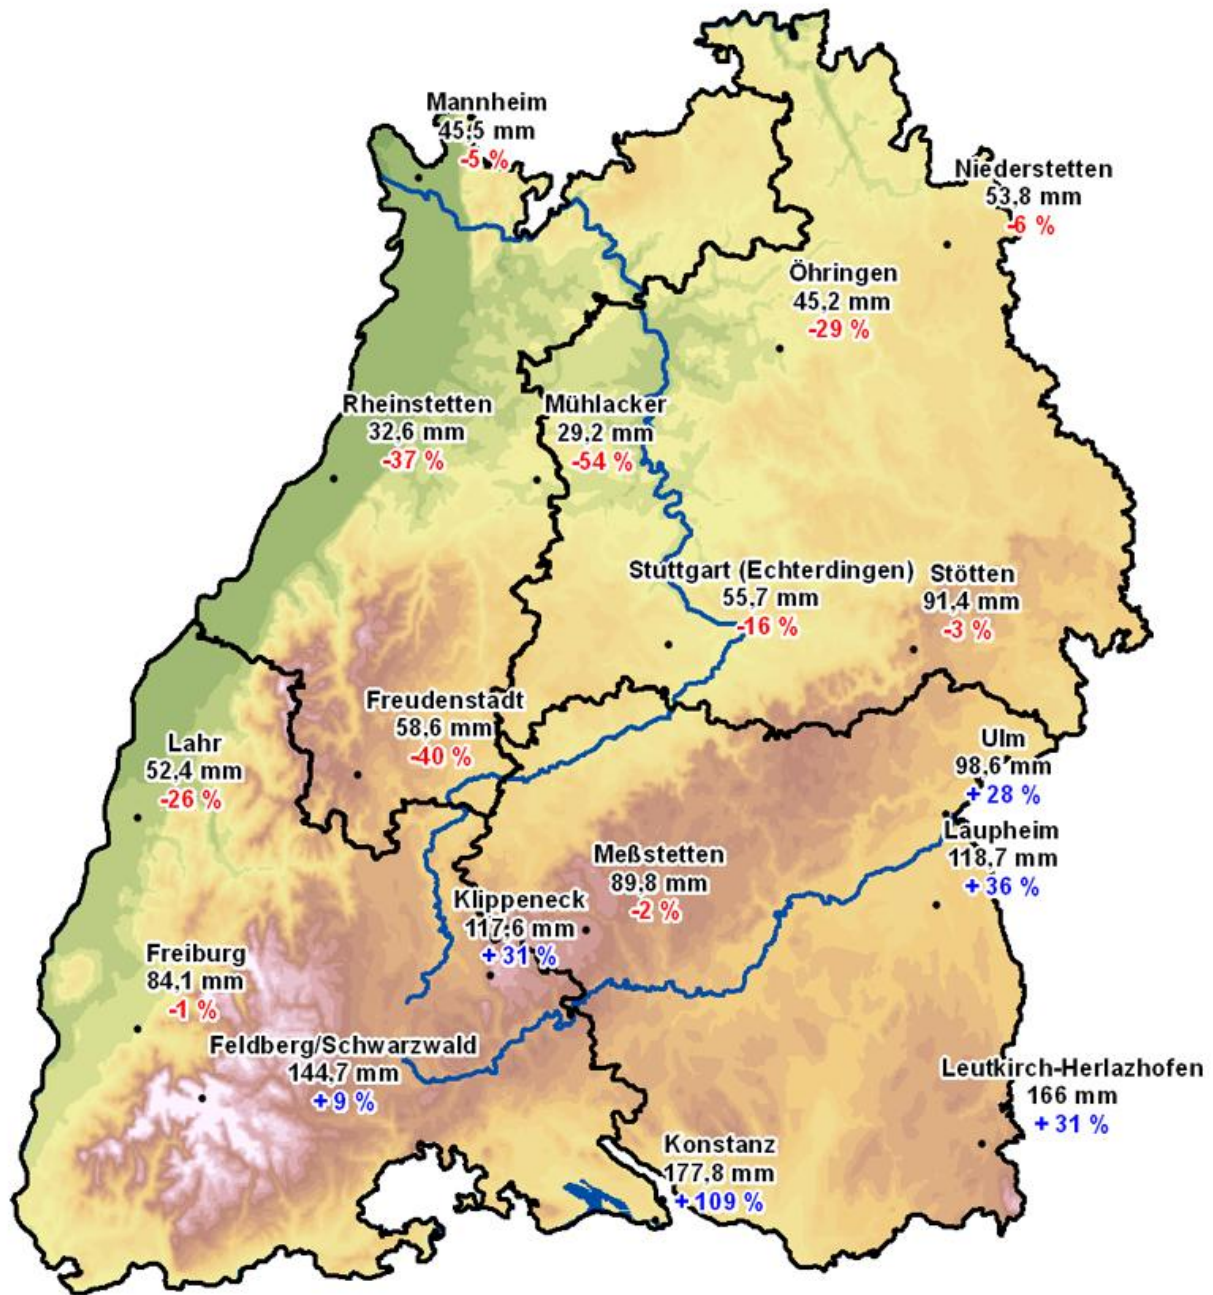 Mannheim
45,5 mm
-5 %
Niederstetten
53,8 mm
-6 %
Öhringen
45,2 mm
-29 %
Rheinstetten
32,6 mm
-37 %
Mühlacker
29,2 mm
-54 %
Stuttgart (Echterdingen)
55,7 mm
-16 %
Stötten
91,4 mm
-3 %
Freudenstadt
58,6 mm
-40 %
Lahr
52,4 mm
-26 %
Ulm
98,6 mm
+ 28 %
Laupheim
118,7 mm
+ 36 %
Meßstetten
89,8 mm
-2 %
Klippeneck
117,6 mm
+ 31 %
Freiburg
84,1 mm
-1 %
Feldberg/Schwarzwald
144,7 mm
+ 9 %
Leutkirch-Herlazhofen
166 mm
+ 31 %
Konstanz
177,8 mm
+ 109 %